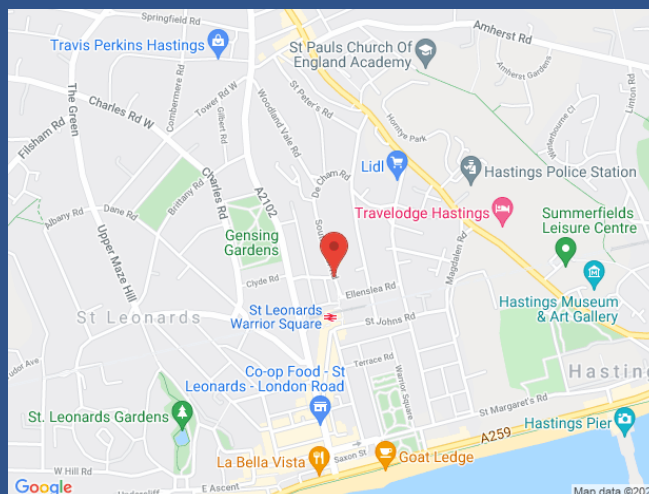 Springfield Rd
Travis Perkins Hastings
St Pauls Church Of
England Academy
Amherst Rd
Amherst Gardens
Linton Rd
The Green
Combermere Rd
Tower Rd W
Gilbert Rd
Woodland Vale Rd
St Peter's Rd
Horntye Park
Winterbourne Cl
Charles Rd W
Filsham Rd
Lidl
Hastings Police Station
De Cham Rd
Brittany Rd
Charles Rd
A2102
Travelodge Hastings
Albany Rd
Dane Rd
Gensing
Gardens
Magdalen Rd
Summerfields
Leisure Centre
Upper Maze Hill
Clyde Rd
Ellenslea Rd
Hastings Museum
& Art Gallery
St Leonards
St Leonards
Warrior Square
St Johns Rd
Terrace Rd
Warrior Square
Co-op Food - St
Leonards - London Road
St. Leonards Gardens
St Margaret's Rd
A259
Hastings Pier
La Bella Vista
Saxon St
Goat Ledge
W Hill Rd
E Ascent
Google
Map data